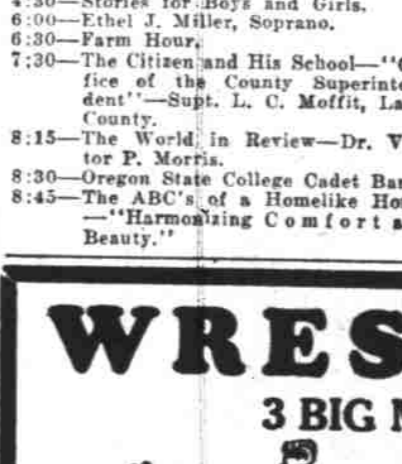 4:30—Stories for Boys and Girls.
6:00—Ethel J. Miller, Soprano.
6:30—Farm Hour.
7:30—The Citizen and His School—"O
fice of the County Superinte
dent"—Supt. L. C. Moffit, La
County.
8:15—The World in Review—Dr. V
tor P. Morris.
8:30—Oregon State College Cadet Ban
8:45—The ABC's of a Homelike Ho
—"Harmonizing Comfort a
Beauty."
WRES
3 BIG M